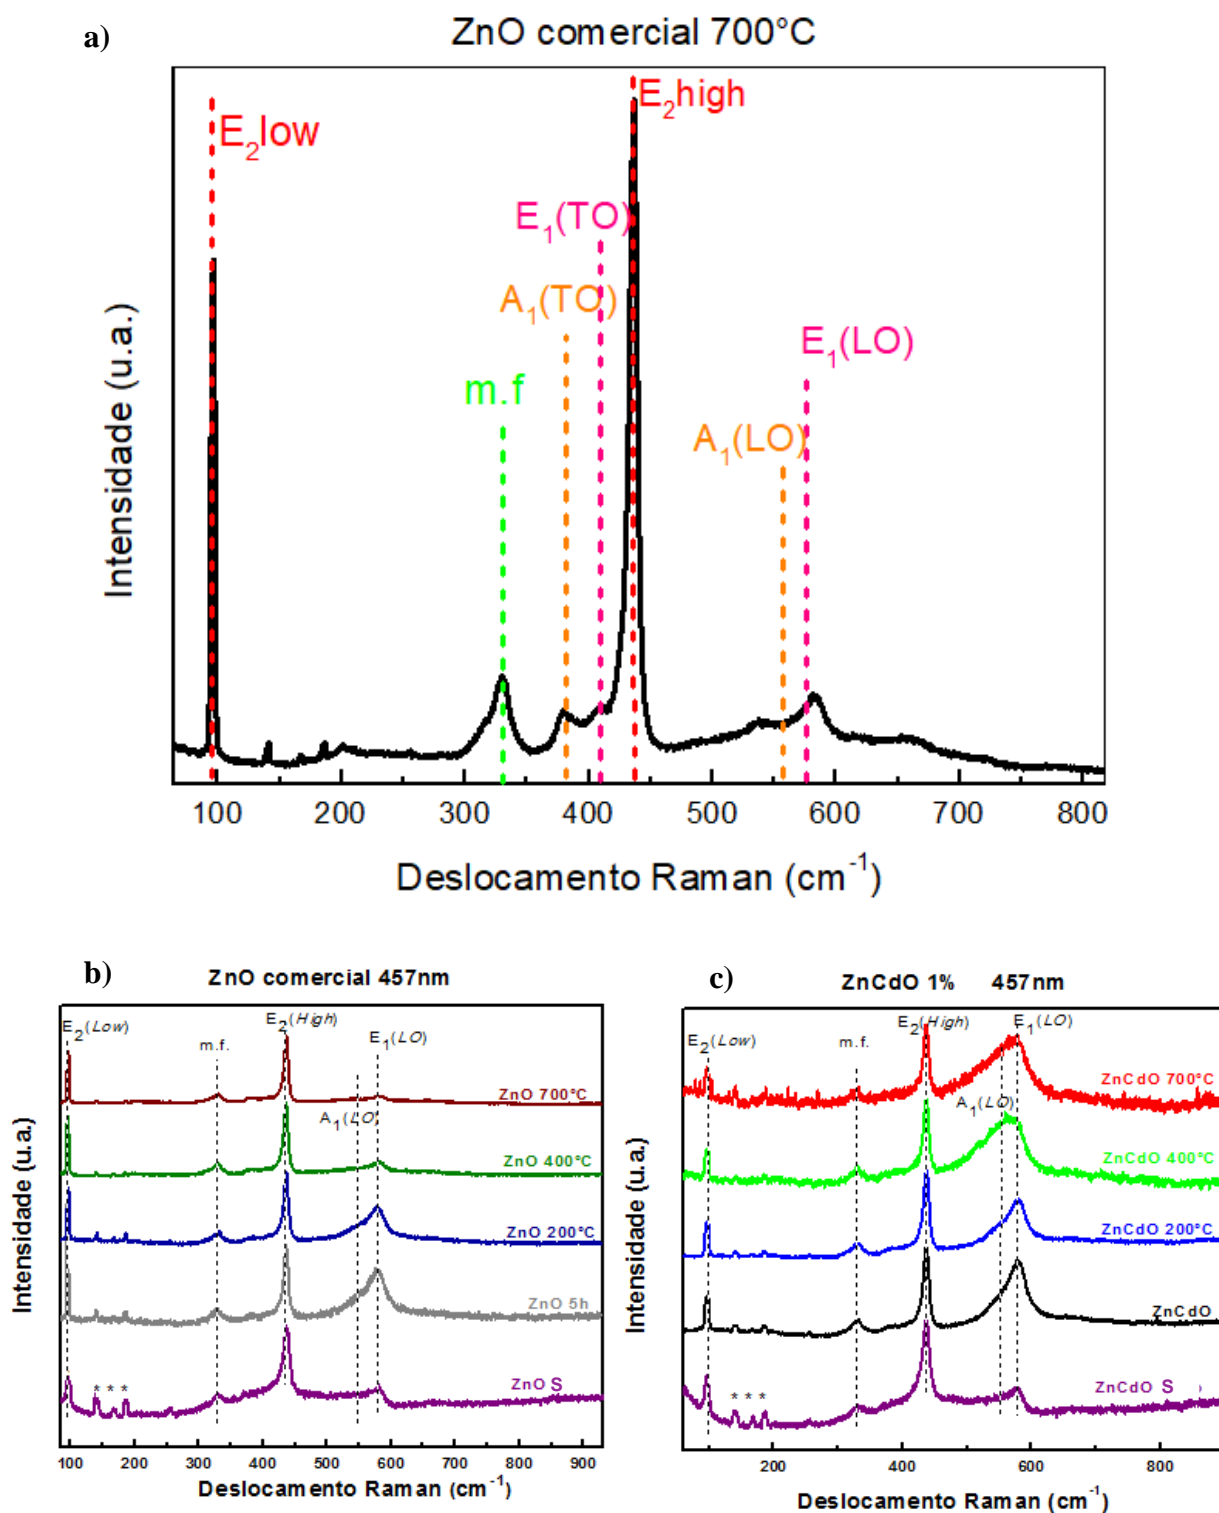 a)
ZnO comercial 700°C
E2low
E2high
E1(TO)
A1(TO)
E1(LO)
m.f
A1(LO)
Intensidade (u.a.)
100 200 300 400 500 600 700 800
Deslocamento Raman (cm-1)
b)
ZnO comercial 457nm
E2(Low)
m.f.
E2(High)
E1(LO)
ZnO 700°C
A1(LO)
ZnO 400°C
ZnO 200°C
ZnO 5h
* * *
ZnO S
Intensidade (u.a.)
100 200 300 400 500 600 700 800 900
Deslocamento Raman (cm-1)
c)
ZnCdO 1% 457nm
E2(Low)
m.f.
E2(High)
E1(LO)
ZnCdO 700°C
A1(LO)
ZnCdO 400°C
ZnCdO 200°C
ZnCdO
* * *
ZnCdO S )
Intensidade (u.a.)
200 400 600 800
Deslocamento Raman (cm-1)